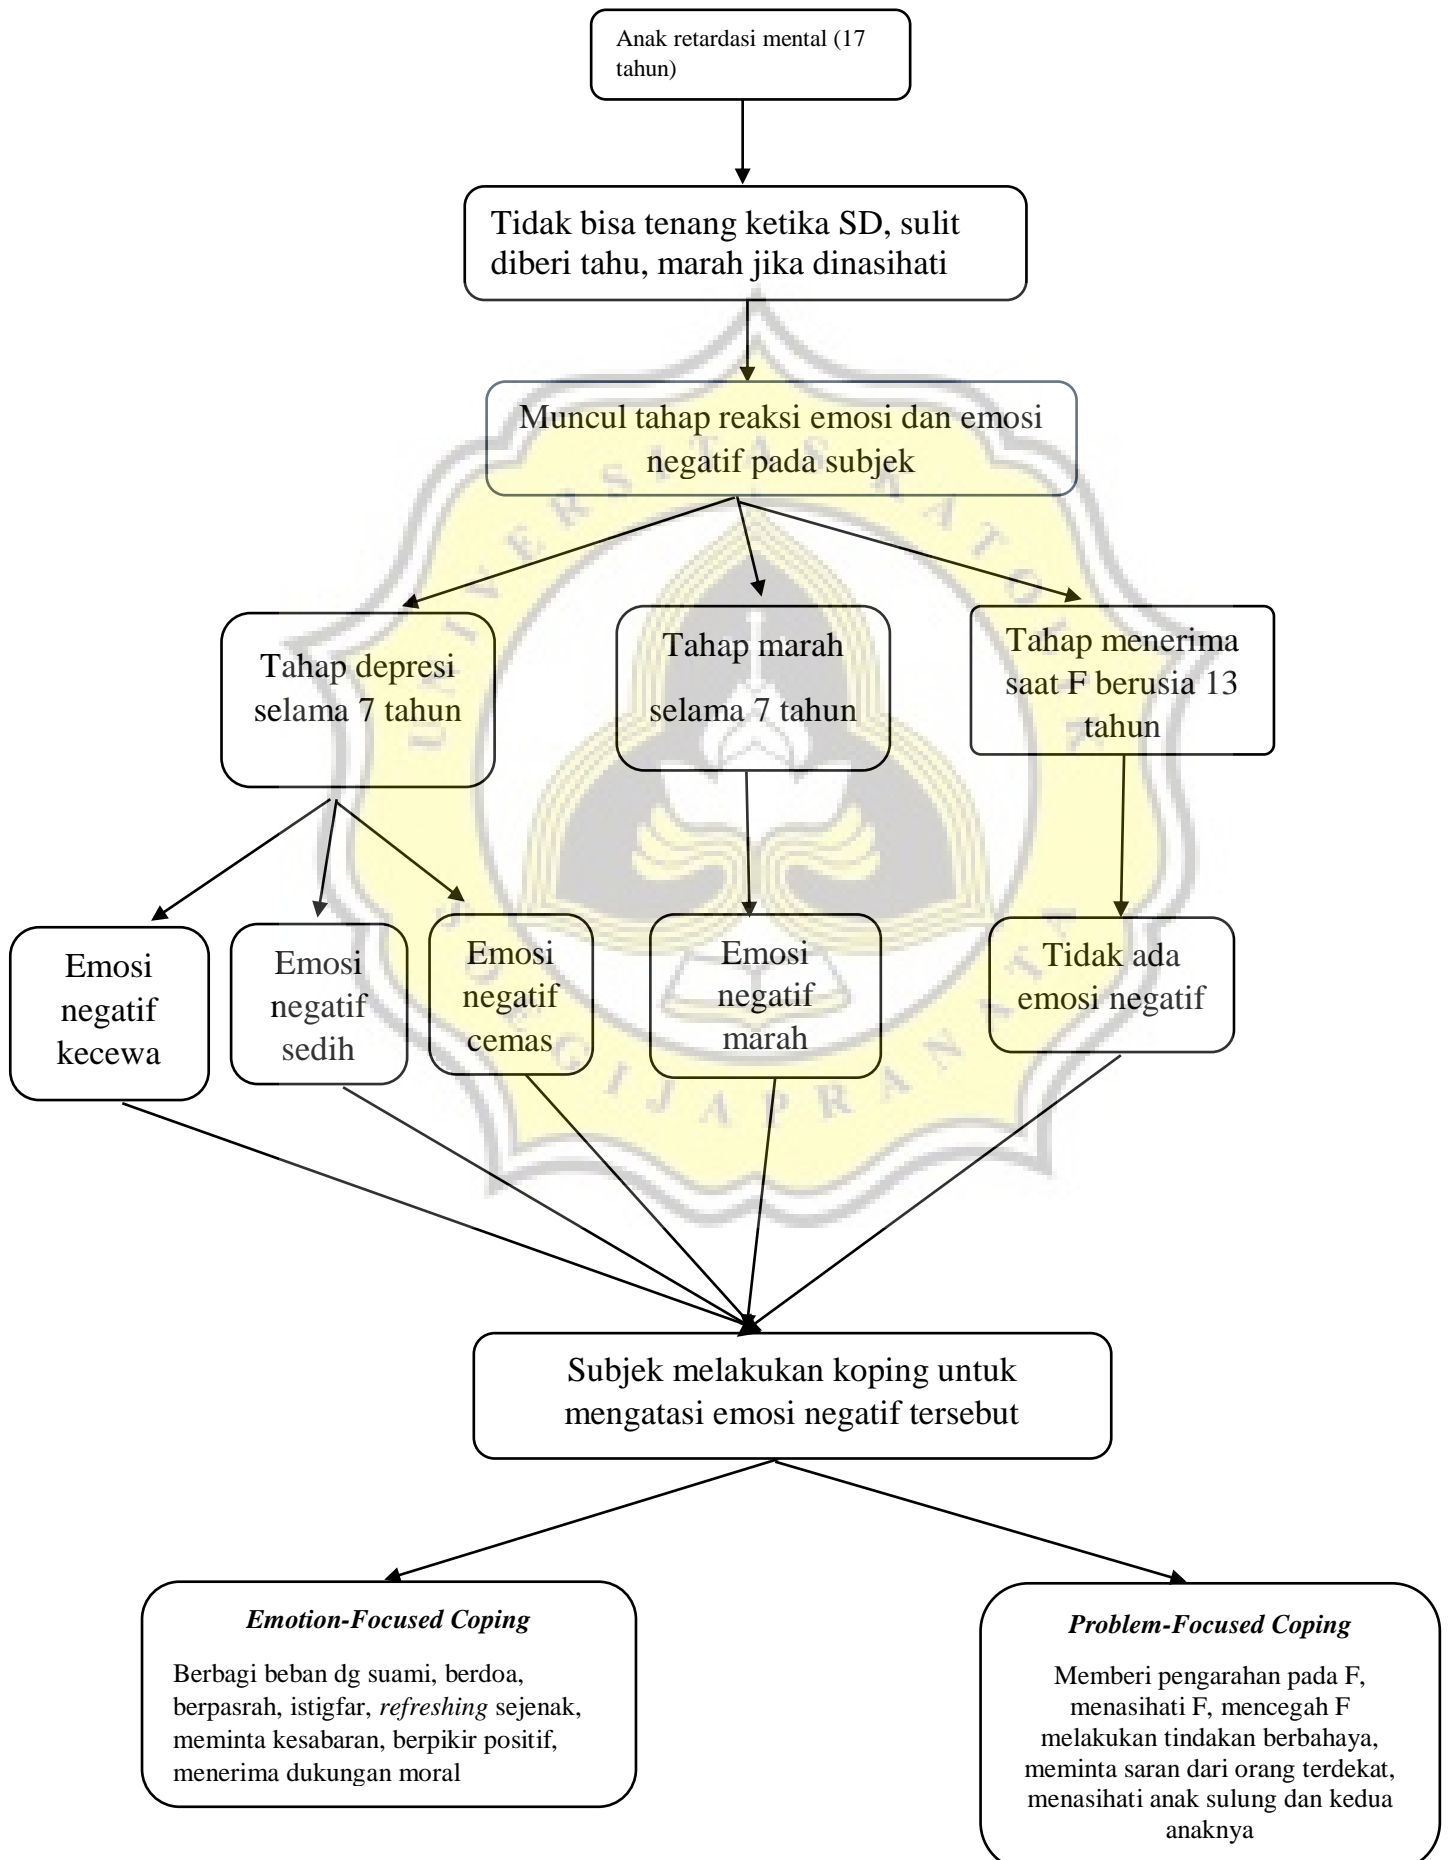 Anak retardasi mental (17
tahun)
Tidak bisa tenang ketika SD, sulit
diberi tahu, marah jika dinasihati
Muncul tahap reaksi emosi dan emosi
negatif pada subjek
Tahap depresi
selama 7 tahun
Tahap marah
selama 7 tahun
Tahap menerima
saat F berusia 13
tahun
Emosi
negatif
kecewa
Emosi
negatif
sedih
Emosi
negatif
cemas
Emosi
negatif
marah
Tidak ada
emosi negatif
Subjek melakukan koping untuk
mengatasi emosi negatif tersebut
Emotion-Focused Coping
Berbagi beban dg suami, berdoa,
berpasrah, istigfar, refreshing sejenak,
meminta kesabaran, berpikir positif,
menerima dukungan moral
Problem-Focused Coping
Memberi pengarahan pada F,
menasihati F, mencegah F
melakukan tindakan berbahaya,
meminta saran dari orang terdekat,
menasihati anak sulung dan kedua
anaknya
UNIVERSITAS KATOLIK
SOEGIJAPRANATA